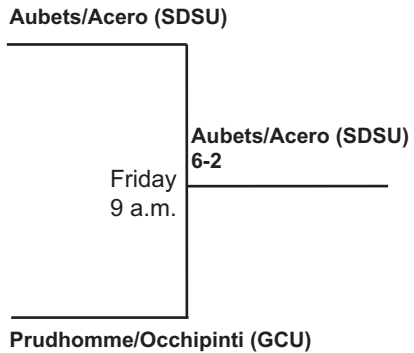 Aubets/Acero (SDSU)
Aubets/Acero (SDSU)
6-2
Friday
9 a.m.
Prudhomme/Occhipinti (GCU)